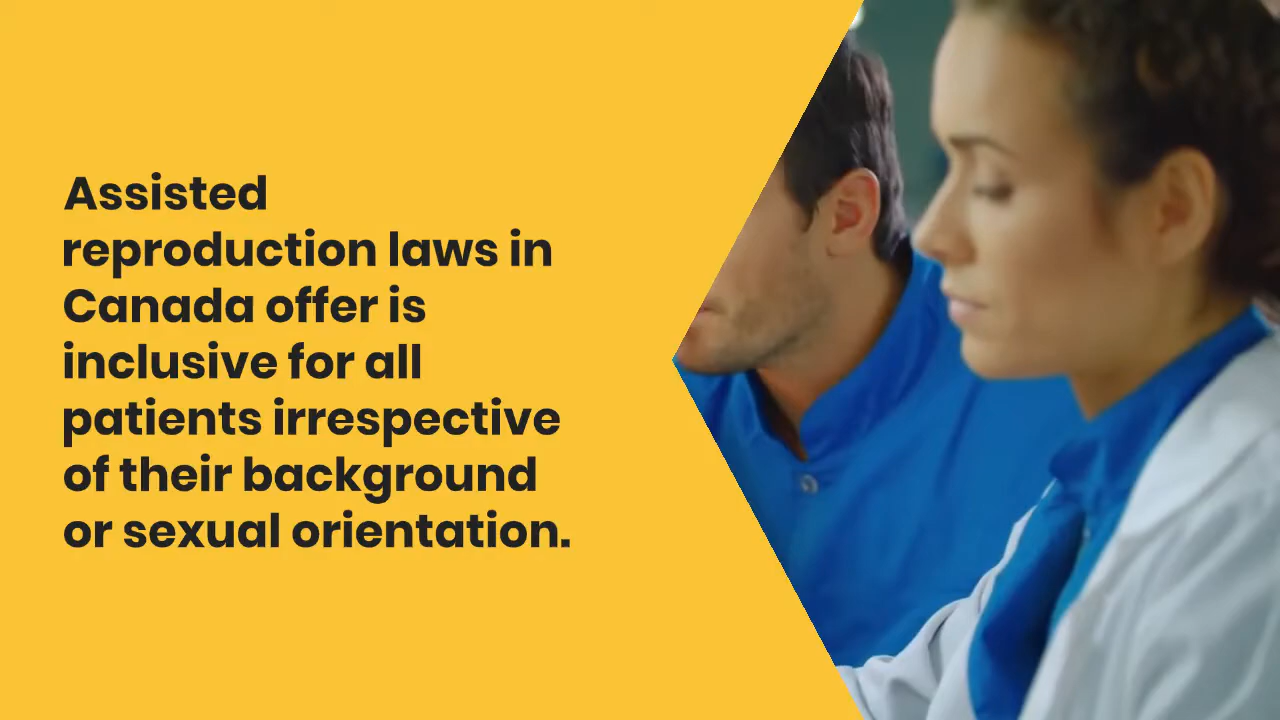 Assisted
reproduction laws in
Canada offer is
inclusive for all
patients irrespective
of their background
or sexual orientation.